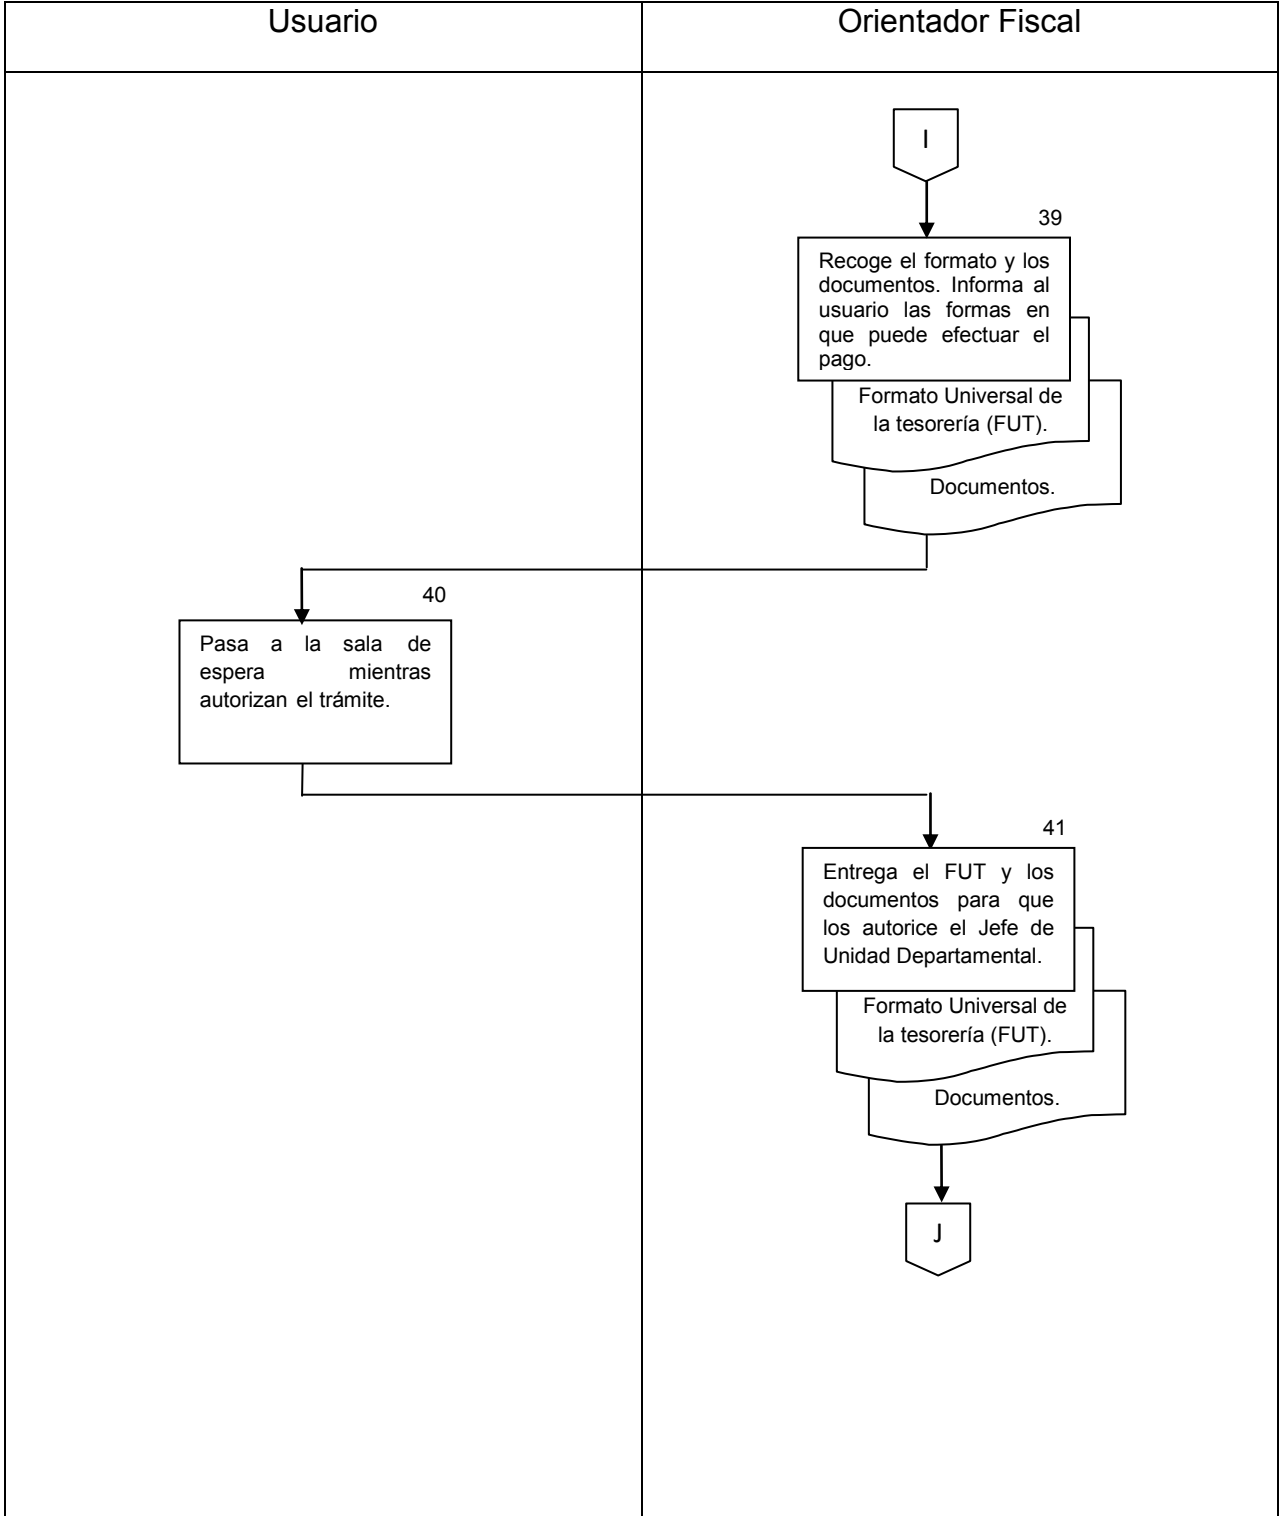 Usuario
Orientador Fiscal
I
39
Recoge el formato y los
documentos. Informa al
usuario las formas en
que puede efectuar el
pago.
Formato Universal de
la tesorería (FUT).
Documentos.
40
Pasa a la sala de
espera mientras
autorizan el trámite.
41
Entrega el FUT y los
documentos para que
los autorice el Jefe de
Unidad Departamental.
Formato Universal de
la tesorería (FUT).
Documentos.
J